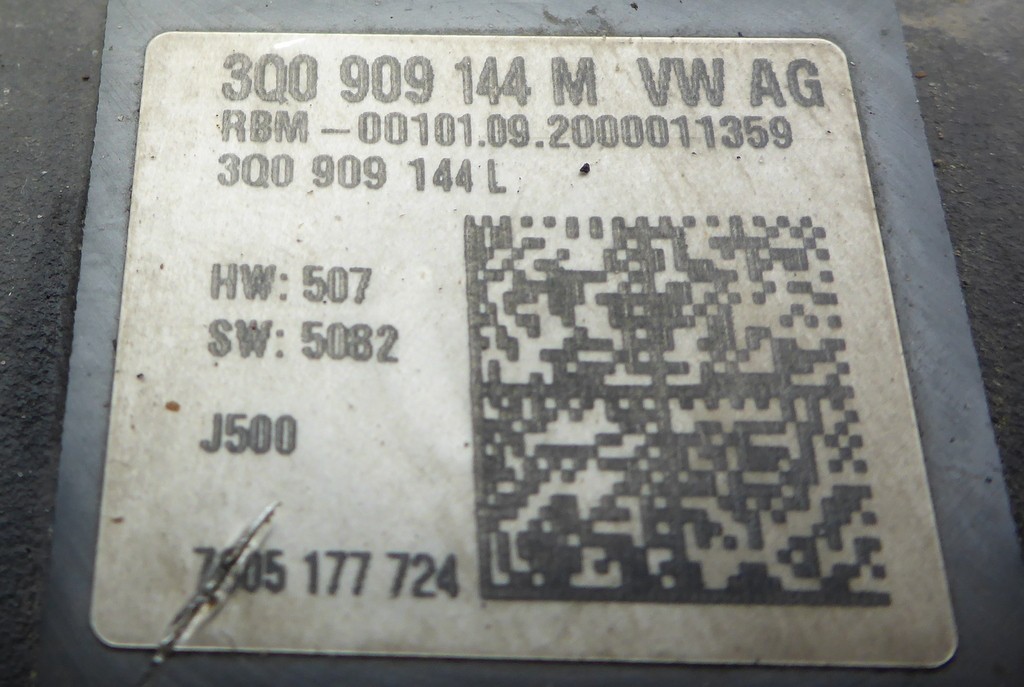 3Q0 909 144 M VW AG
RBM -00101.09.2000011359
3Q0 909 144 L
HW: 507
SW: 5082
J500
177 724